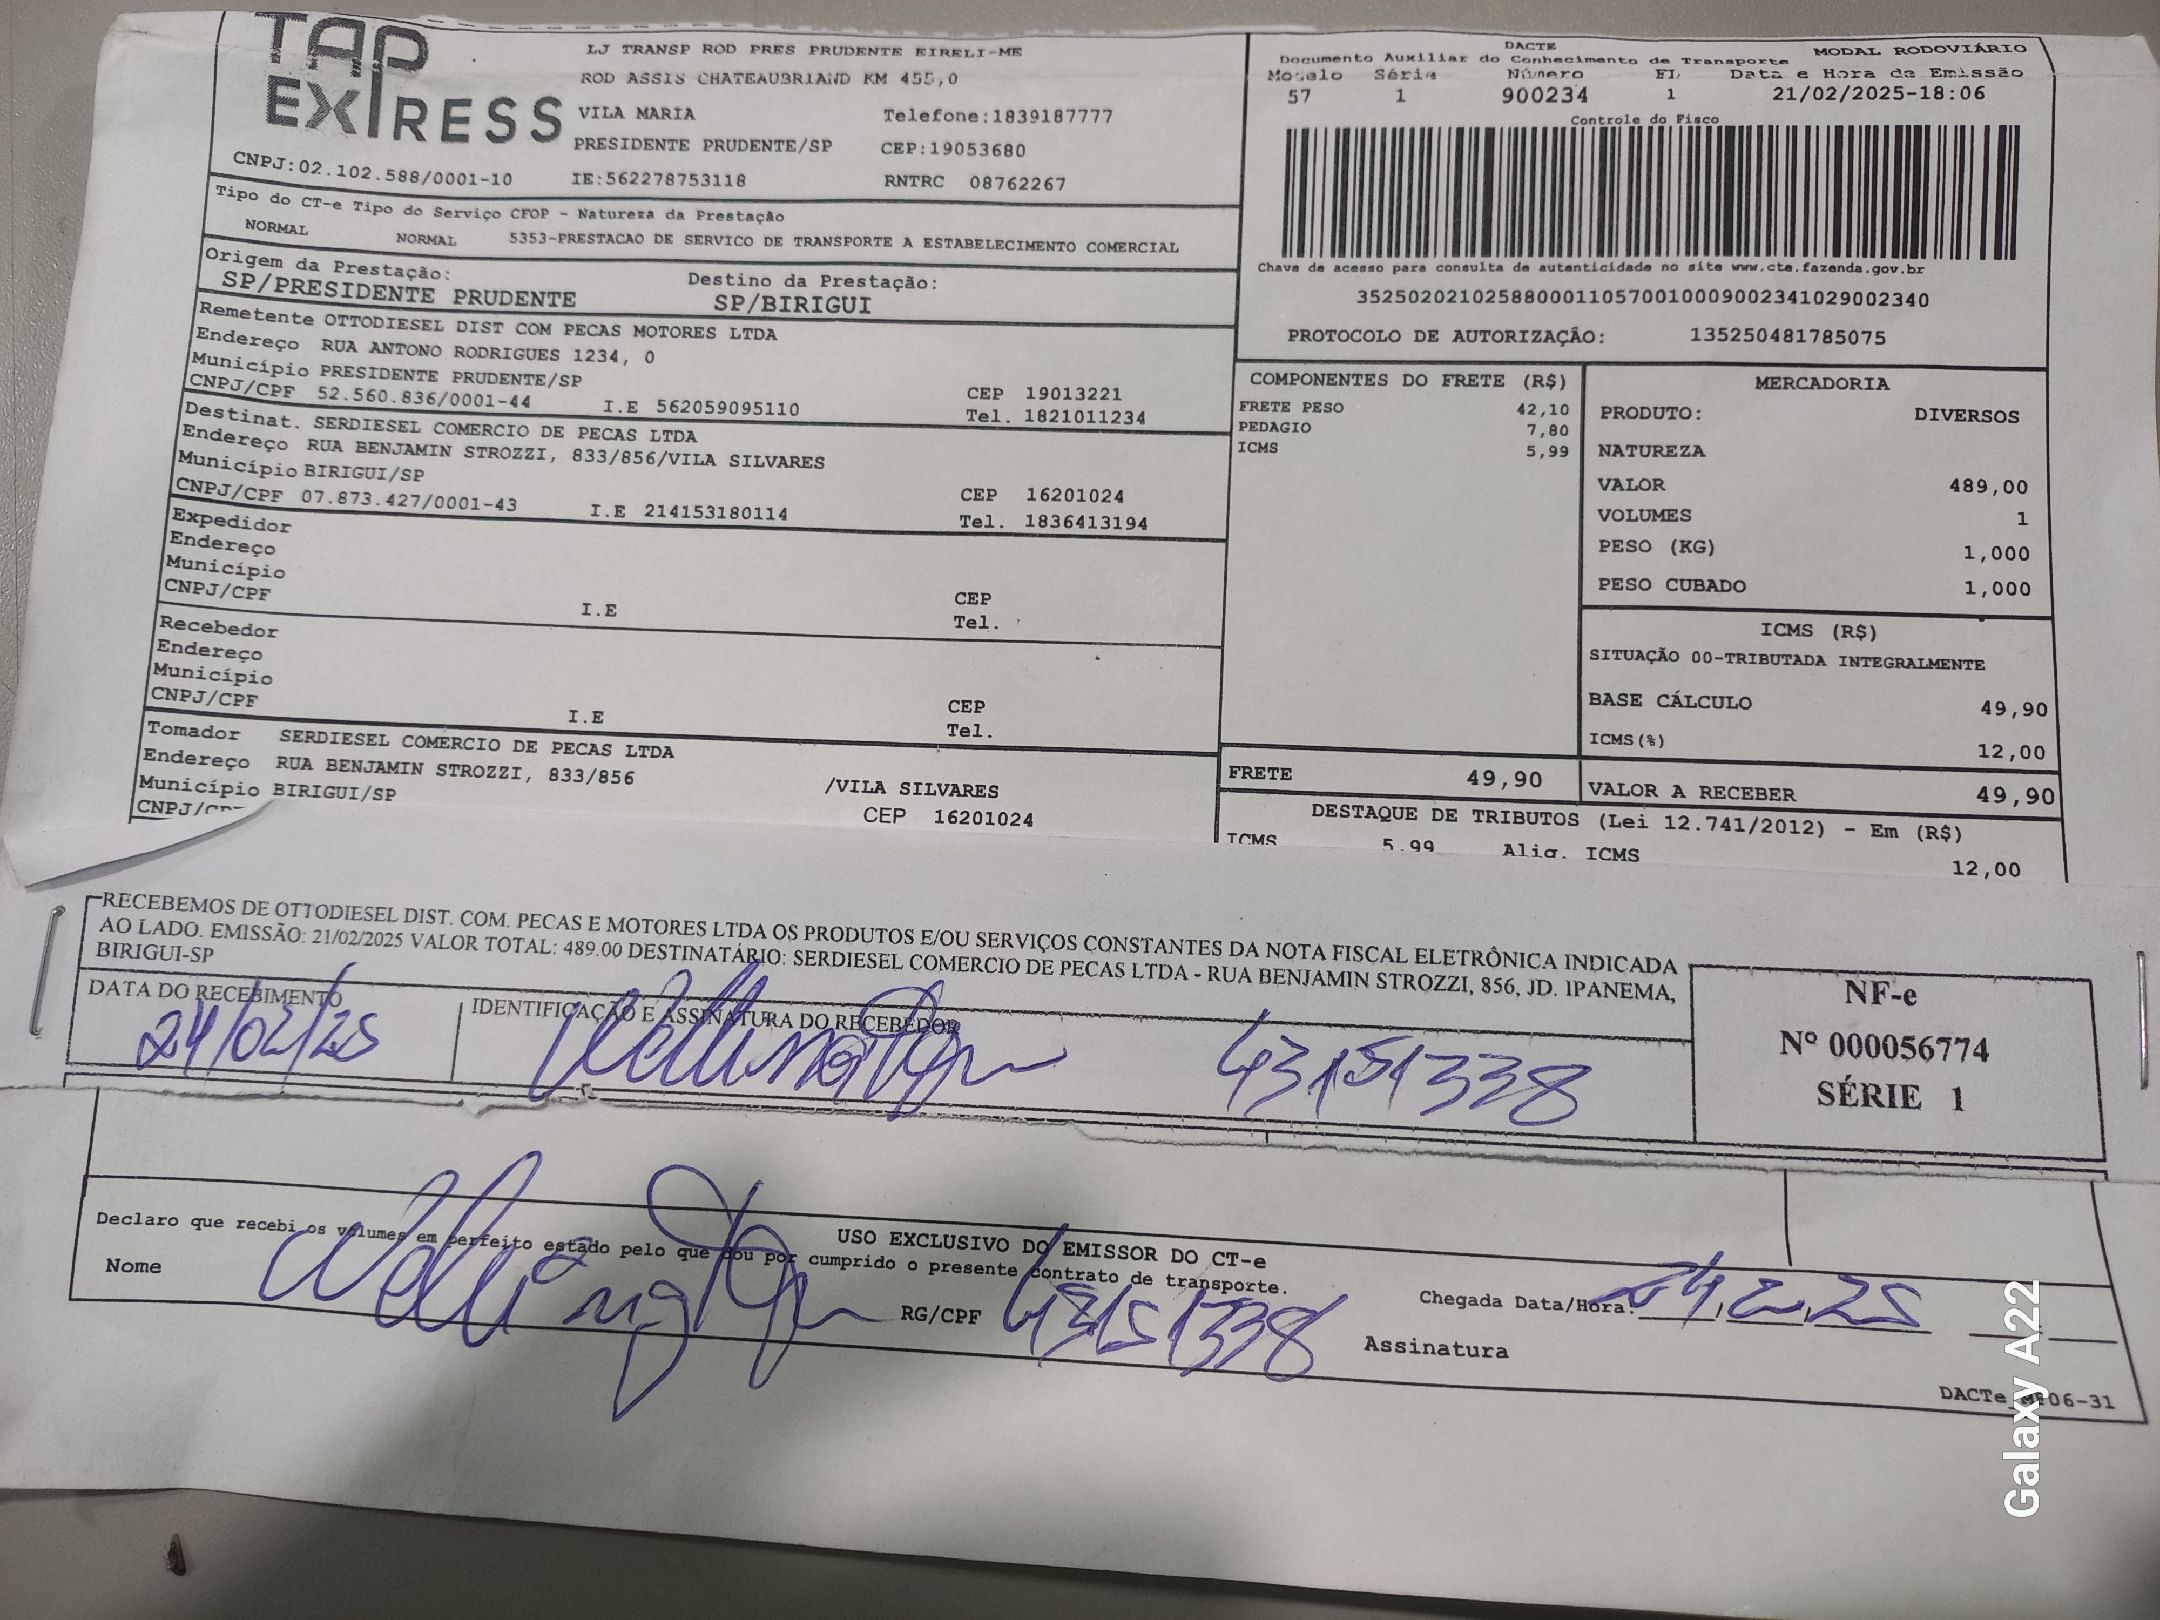 TAP EXPRESS
LJ TRANSP ROD PRES PRUDENTE EIRELI-ME
ROD ASSIS CHATEAUBRIAND KM 455,0
VILA MARIA Telefone:1839187777
PRESIDENTE PRUDENTE/SP CEP:19053680
CNPJ:02.102.588/0001-10 IE:562278753118 RNTRC 08762267
Tipo do CT-e Tipo do Serviço CFOP - Natureza da Prestação
NORMAL NORMAL 5353-PRESTACAO DE SERVICO DE TRANSPORTE A ESTABELECIMENTO COMERCIAL
Origem da Prestação: Destino da Prestação:
SP/PRESIDENTE PRUDENTE SP/BIRIGUI
Remetente OTTODIESEL DIST COM PECAS MOTORES LTDA
Endereço RUA ANTONO RODRIGUES 1234, 0
Município PRESIDENTE PRUDENTE/SP CEP 19013221
CNPJ/CPF 52.560.836/0001-44 I.E 562059095110 Tel. 1821011234
Destinat. SERDIESEL COMERCIO DE PECAS LTDA
Endereço RUA BENJAMIN STROZZI, 833/856/VILA SILVARES
Município BIRIGUI/SP CEP 16201024
CNPJ/CPF 07.873.427/0001-43 I.E 214153180114 Tel. 1836413194
Expedidor
Endereço
Município CEP
CNPJ/CPF I.E Tel.
Recebedor
Endereço
Município CEP
CNPJ/CPF I.E Tel.
Tomador SERDIESEL COMERCIO DE PECAS LTDA
Endereço RUA BENJAMIN STROZZI, 833/856 /VILA SILVARES
Município BIRIGUI/SP CEP 16201024
CNPJ/CPF
DACTE MODAL RODOVIÁRIO
Documento Auxiliar do Conhecimento de Transporte
Modelo Série Número FL Data e Hora de Emissão
57 1 900234 1 21/02/2025-18:06
Controle do Fisco
Chave de acesso para consulta de autenticidade no site www.cte.fazenda.gov.br
35250202102588000110570010009002341029002340
PROTOCOLO DE AUTORIZAÇÃO: 135250481785075
COMPONENTES DO FRETE (R$)
FRETE PESO 42,10
PEDAGIO 7,80
ICMS 5,99
MERCADORIA
PRODUTO: DIVERSOS
NATUREZA
VALOR 489,00
VOLUMES 1
PESO (KG) 1,000
PESO CUBADO 1,000
ICMS (R$)
SITUAÇÃO 00-TRIBUTADA INTEGRALMENTE
BASE CÁLCULO 49,90
ICMS(%) 12,00
FRETE 49,90 VALOR A RECEBER 49,90
DESTAQUE DE TRIBUTOS (Lei 12.741/2012) - Em (R$)
ICMS 5.99 Aliq. ICMS 12,00
RECEBEMOS DE OTTODIESEL DIST. COM. PECAS E MOTORES LTDA OS PRODUTOS E/OU SERVIÇOS CONSTANTES DA NOTA FISCAL ELETRÔNICA INDICADA
AO LADO. EMISSÃO: 21/02/2025 VALOR TOTAL: 489.00 DESTINATÁRIO: SERDIESEL COMERCIO DE PECAS LTDA - RUA BENJAMIN STROZZI, 856, JD. IPANEMA,
BIRIGUI-SP
DATA DO RECEBIMENTO IDENTIFICAÇÃO E ASSINATURA DO RECEBEDOR
24/02/25 43151338
NF-e
Nº 000056774
SÉRIE 1
USO EXCLUSIVO DO EMISSOR DO CT-e
Declaro que recebi os volumes em perfeito estado pelo que dou por cumprido o presente contrato de transporte.
Nome RG/CPF 43151338 Chegada Data/Hora: 24,2,25
Assinatura
DACTe 06-31
Galaxy A22